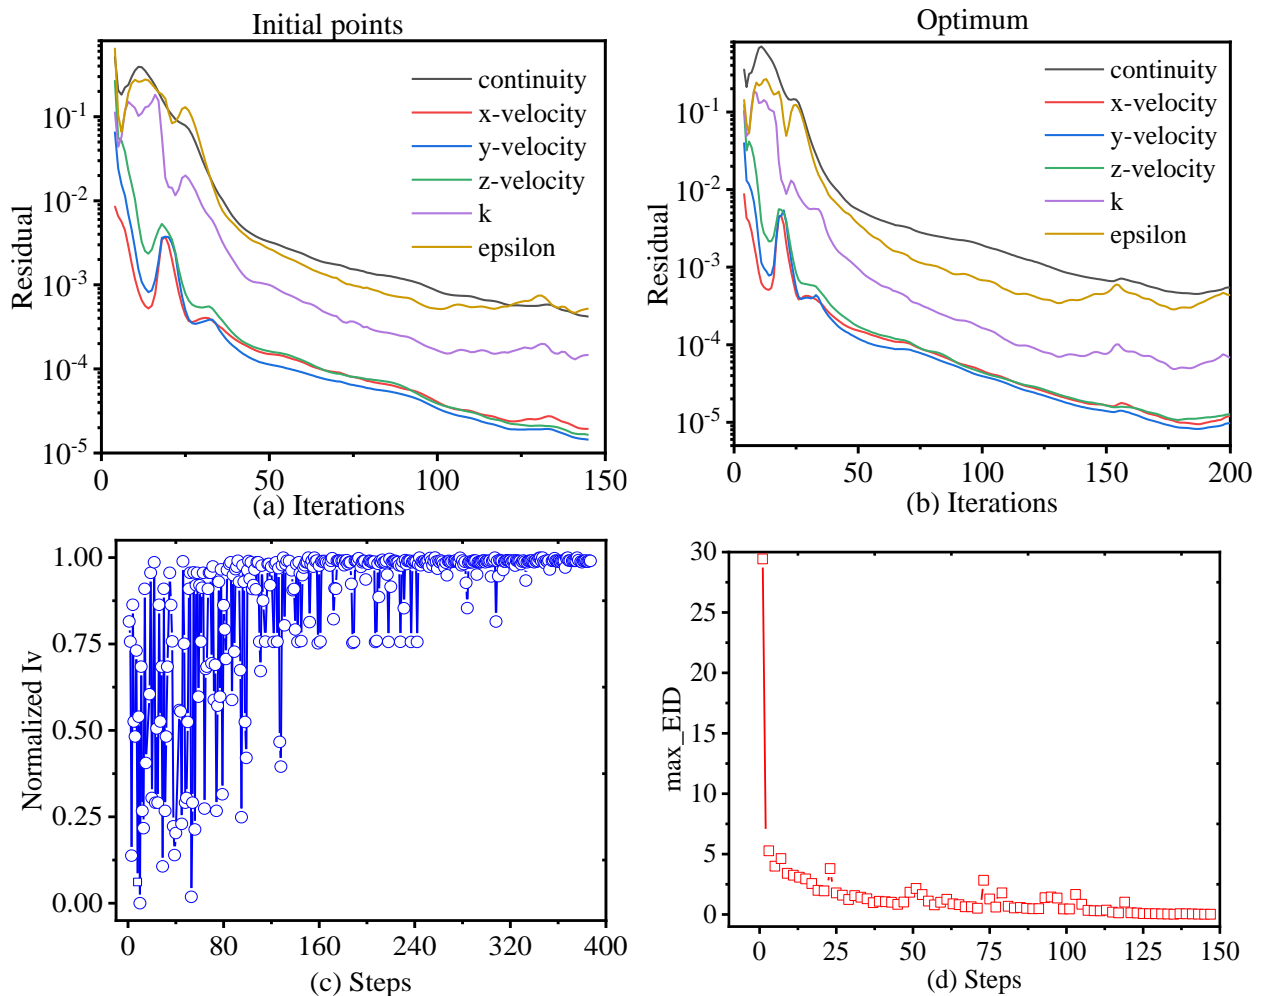 Initial points
Residual
10^-1
10^-2
10^-3
10^-4
10^-5
continuity
x-velocity
y-velocity
z-velocity
k
epsilon
0 50 100 150
(a) Iterations
Optimum
Residual
10^-1
10^-2
10^-3
10^-4
10^-5
continuity
x-velocity
y-velocity
z-velocity
k
epsilon
0 50 100 150 200
(b) Iterations
Normalized Iv
1.00
0.75
0.50
0.25
0.00
0 80 160 240 320 400
(c) Steps
max_EID
30
25
20
15
10
5
0
0 25 50 75 100 125 150
(d) Steps